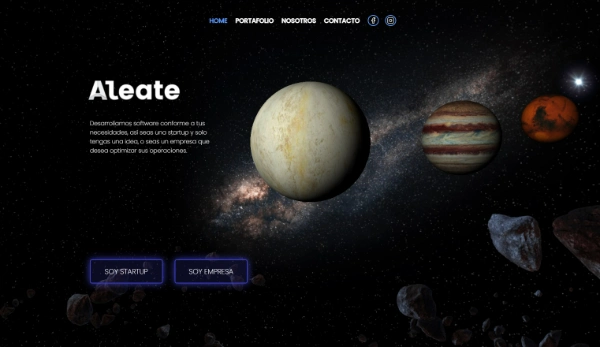 HOME PORTAFOLIO NOSOTROS CONTACTO
Aleate
Desarrollamos software conforme a tus
necesidades, así seas una startup y solo
tengas una idea, o seas un empresa que
desea optimizar sus operaciones.
SOY STARTUP SOY EMPRESA